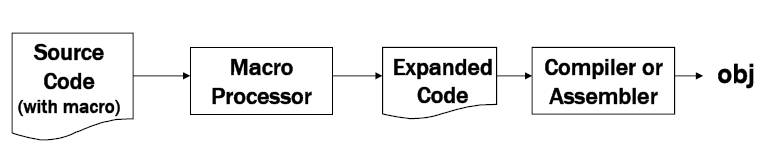 Source
Code
(with macro)
Macro
Processor
Expanded
Code
Compiler or
Assembler
obj